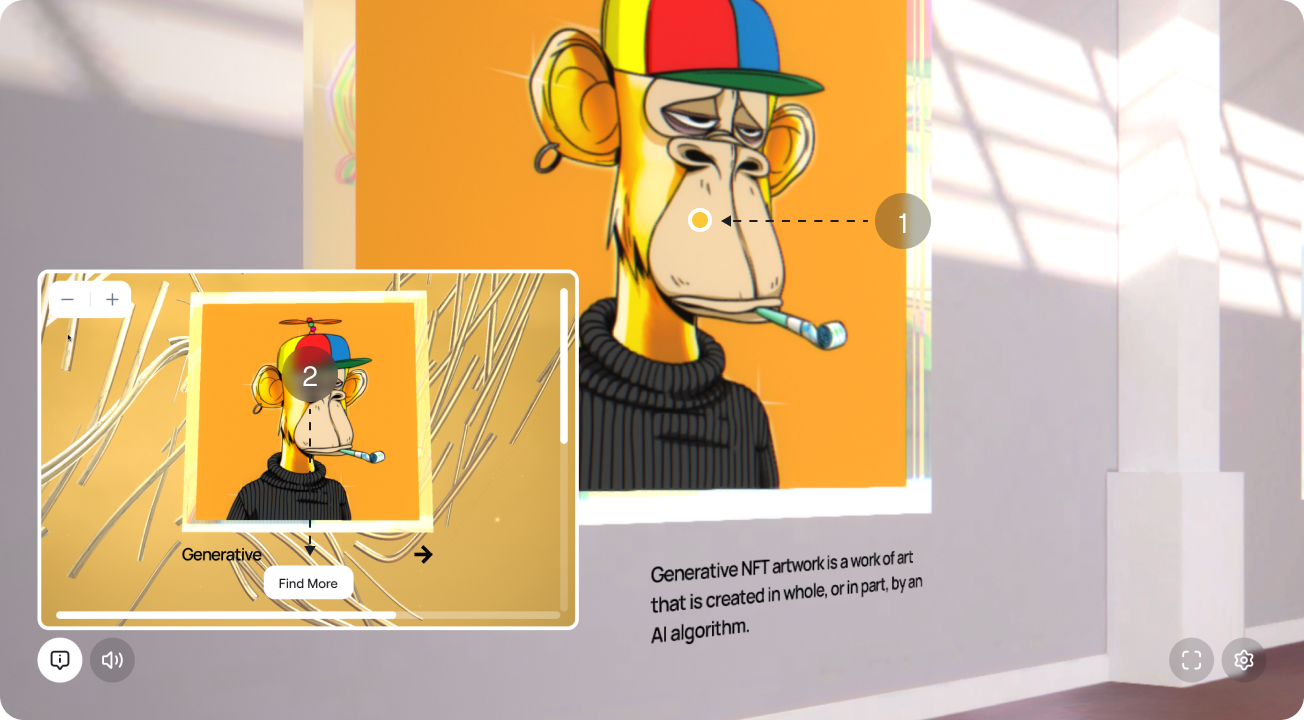 1
2
Generative
Find More
Generative NFT artwork is a work of art
that is created in whole, or in part, by an
AI algorithm.